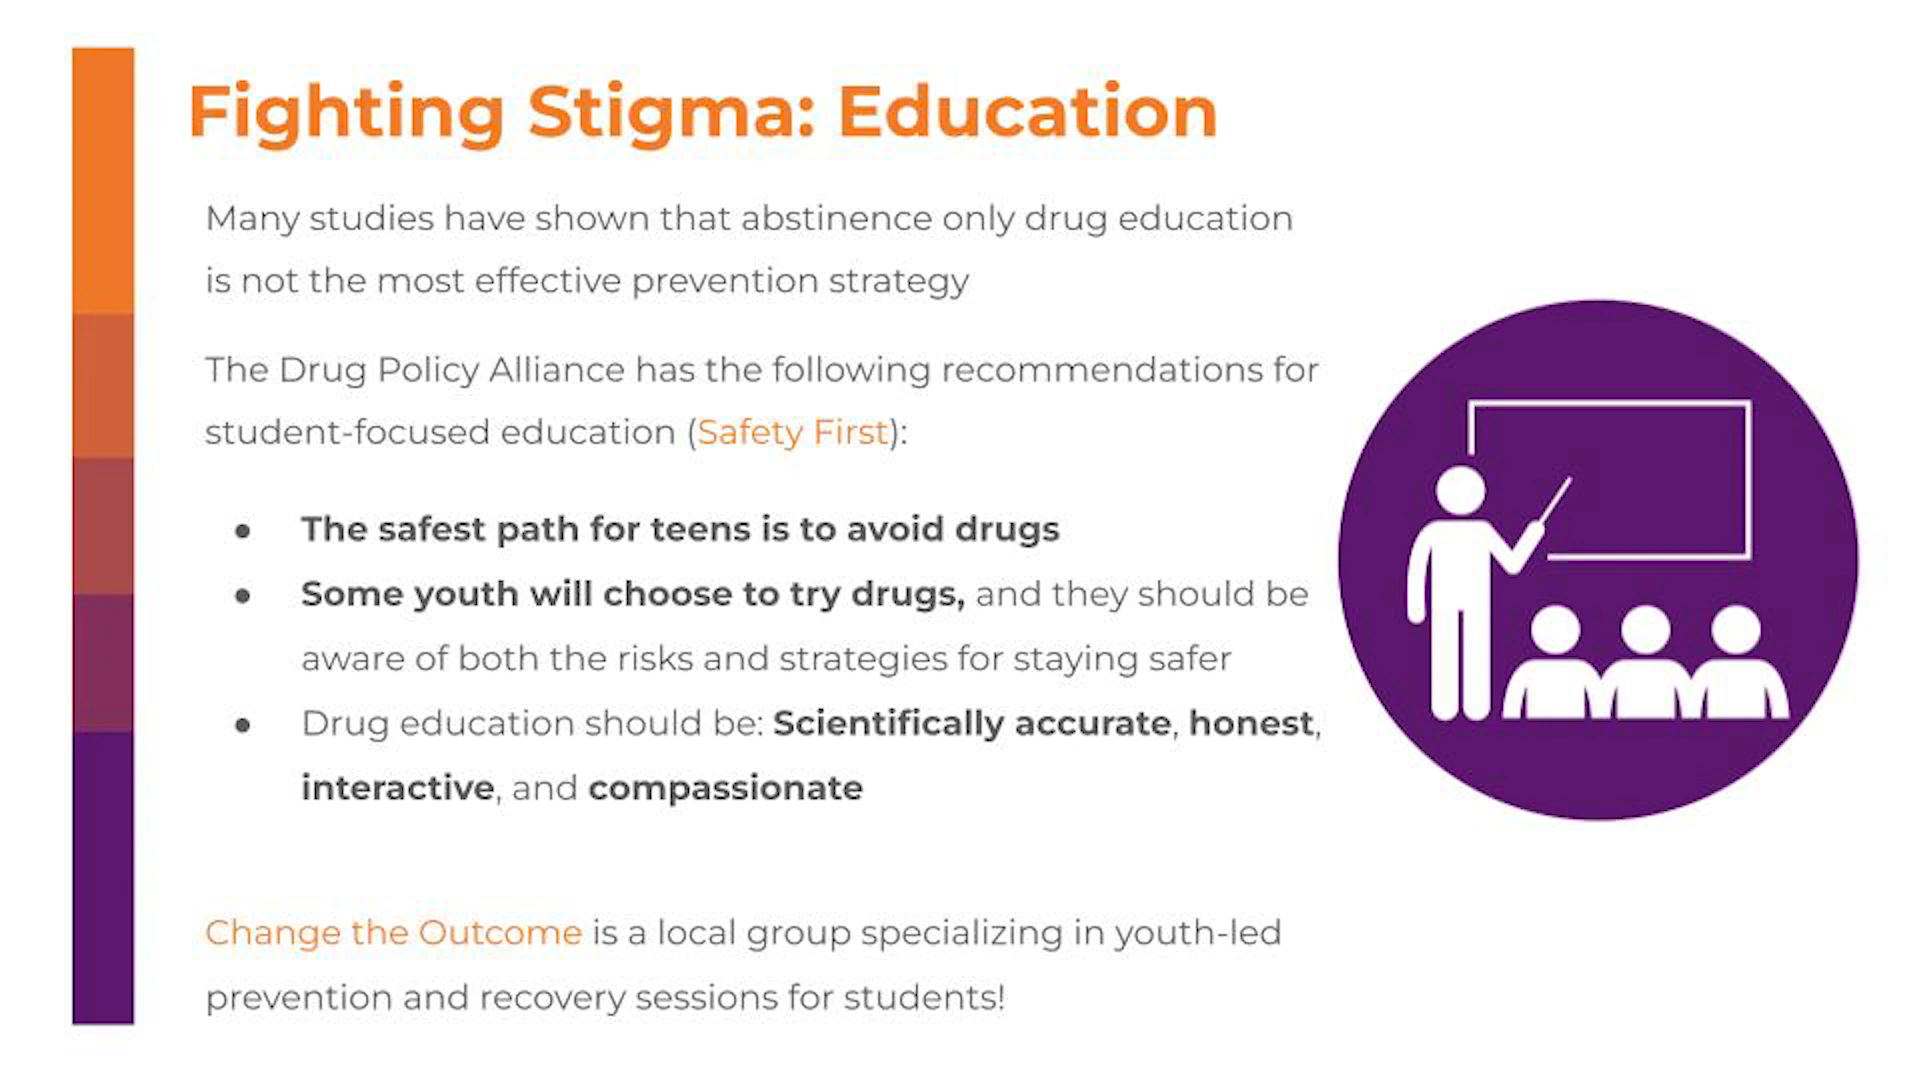 Fighting Stigma: Education
Many studies have shown that abstinence only drug education
is not the most effective prevention strategy
The Drug Policy Alliance has the following recommendations for
student-focused education (Safety First):
● The safest path for teens is to avoid drugs
● Some youth will choose to try drugs, and they should be
aware of both the risks and strategies for staying safer
● Drug education should be: Scientifically accurate, honest,
interactive, and compassionate
Change the Outcome is a local group specializing in youth-led
prevention and recovery sessions for students!